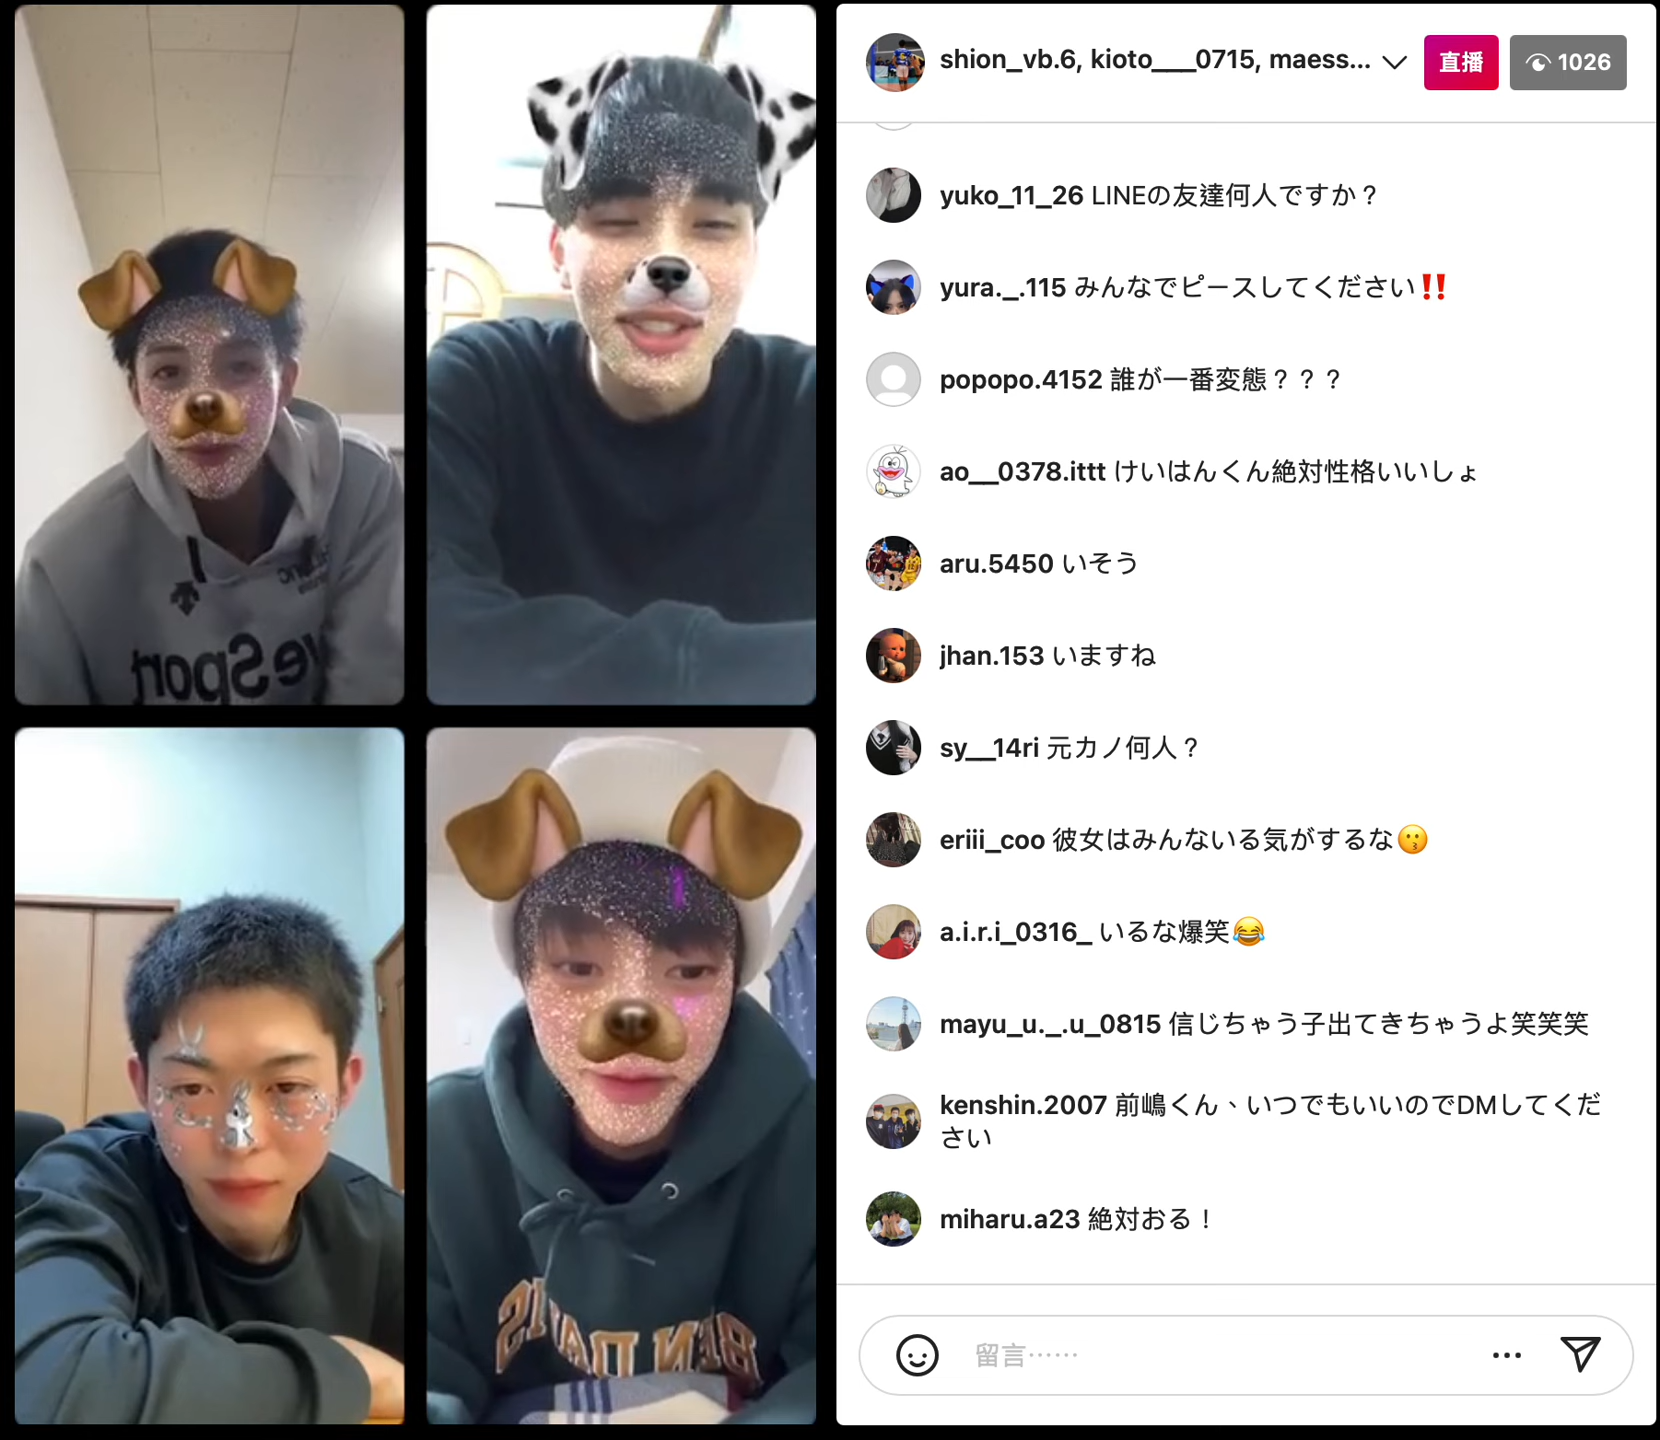 shion_vb.6, kioto___0715, maess...
直播
1026
yuko_11_26 LINEの友達何人ですか？
yura._.115 みんなでピースしてください‼️
popopo.4152 誰が一番変態？？？
ao__0378.ittt けいはんくん絶対性格いいしょ
aru.5450 いそう
jhan.153 いますね
sy__14ri 元カノ何人？
eriii_coo 彼女はみんないる気がするな😗
a.i.r.i_0316_ いるな爆笑😂
mayu_u._.u_0815 信じちゃう子出てきちゃうよ笑笑笑
kenshin.2007 前嶋くん、いつでもいいのでDMしてくだ
さい
miharu.a23 絶対おる！
留言……
veSport
BEN DAVIS